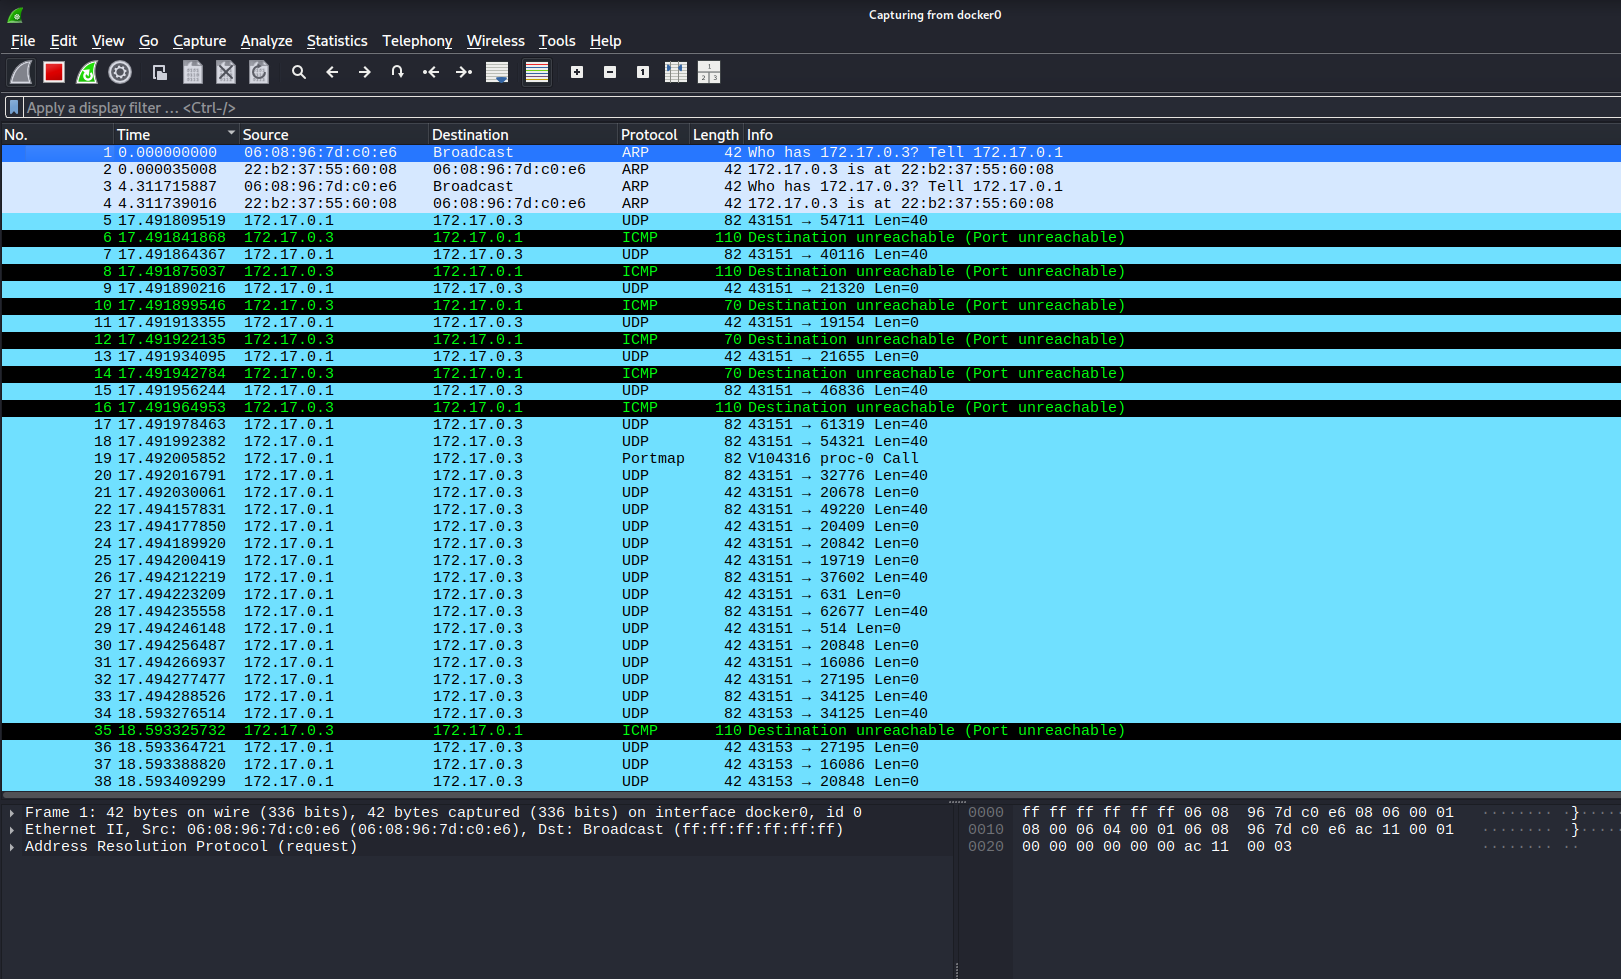 Capturing from docker0
File Edit View Go Capture Analyze Statistics Telephony Wireless Tools Help
Apply a display filter … <Ctrl-/>
No. Time Source Destination Protocol Length Info
1 0.000000000 06:08:96:7d:c0:e6 Broadcast ARP 42 Who has 172.17.0.3? Tell 172.17.0.1
2 0.000035008 22:b2:37:55:60:08 06:08:96:7d:c0:e6 ARP 42 172.17.0.3 is at 22:b2:37:55:60:08
3 4.311715887 06:08:96:7d:c0:e6 Broadcast ARP 42 Who has 172.17.0.3? Tell 172.17.0.1
4 4.311739016 22:b2:37:55:60:08 06:08:96:7d:c0:e6 ARP 42 172.17.0.3 is at 22:b2:37:55:60:08
5 17.491809519 172.17.0.1 172.17.0.3 UDP 82 43151 → 54711 Len=40
6 17.491841868 172.17.0.3 172.17.0.1 ICMP 110 Destination unreachable (Port unreachable)
7 17.491864367 172.17.0.1 172.17.0.3 UDP 82 43151 → 40116 Len=40
8 17.491875037 172.17.0.3 172.17.0.1 ICMP 110 Destination unreachable (Port unreachable)
9 17.491890216 172.17.0.1 172.17.0.3 UDP 42 43151 → 21320 Len=0
10 17.491899546 172.17.0.3 172.17.0.1 ICMP 70 Destination unreachable (Port unreachable)
11 17.491913355 172.17.0.1 172.17.0.3 UDP 42 43151 → 19154 Len=0
12 17.491922135 172.17.0.3 172.17.0.1 ICMP 70 Destination unreachable (Port unreachable)
13 17.491934095 172.17.0.1 172.17.0.3 UDP 42 43151 → 21655 Len=0
14 17.491942784 172.17.0.3 172.17.0.1 ICMP 70 Destination unreachable (Port unreachable)
15 17.491956244 172.17.0.1 172.17.0.3 UDP 82 43151 → 46836 Len=40
16 17.491964953 172.17.0.3 172.17.0.1 ICMP 110 Destination unreachable (Port unreachable)
17 17.491978463 172.17.0.1 172.17.0.3 UDP 82 43151 → 61319 Len=40
18 17.491992382 172.17.0.1 172.17.0.3 UDP 82 43151 → 54321 Len=40
19 17.492005852 172.17.0.1 172.17.0.3 Portmap 82 V104316 proc-0 Call
20 17.492016791 172.17.0.1 172.17.0.3 UDP 82 43151 → 32776 Len=40
21 17.492030061 172.17.0.1 172.17.0.3 UDP 42 43151 → 20678 Len=0
22 17.494157831 172.17.0.1 172.17.0.3 UDP 82 43151 → 49220 Len=40
23 17.494177850 172.17.0.1 172.17.0.3 UDP 42 43151 → 20409 Len=0
24 17.494189920 172.17.0.1 172.17.0.3 UDP 42 43151 → 20842 Len=0
25 17.494200419 172.17.0.1 172.17.0.3 UDP 42 43151 → 19719 Len=0
26 17.494212219 172.17.0.1 172.17.0.3 UDP 82 43151 → 37602 Len=40
27 17.494223209 172.17.0.1 172.17.0.3 UDP 42 43151 → 631 Len=0
28 17.494235558 172.17.0.1 172.17.0.3 UDP 82 43151 → 62677 Len=40
29 17.494246148 172.17.0.1 172.17.0.3 UDP 42 43151 → 514 Len=0
30 17.494256487 172.17.0.1 172.17.0.3 UDP 42 43151 → 20848 Len=0
31 17.494266937 172.17.0.1 172.17.0.3 UDP 42 43151 → 16086 Len=0
32 17.494277477 172.17.0.1 172.17.0.3 UDP 42 43151 → 27195 Len=0
33 17.494288526 172.17.0.1 172.17.0.3 UDP 82 43151 → 34125 Len=40
34 18.593276514 172.17.0.1 172.17.0.3 UDP 82 43153 → 34125 Len=40
35 18.593325732 172.17.0.3 172.17.0.1 ICMP 110 Destination unreachable (Port unreachable)
36 18.593364721 172.17.0.1 172.17.0.3 UDP 42 43153 → 27195 Len=0
37 18.593388820 172.17.0.1 172.17.0.3 UDP 42 43153 → 16086 Len=0
38 18.593409299 172.17.0.1 172.17.0.3 UDP 42 43153 → 20848 Len=0
Frame 1: 42 bytes on wire (336 bits), 42 bytes captured (336 bits) on interface docker0, id 0
Ethernet II, Src: 06:08:96:7d:c0:e6 (06:08:96:7d:c0:e6), Dst: Broadcast (ff:ff:ff:ff:ff:ff)
Address Resolution Protocol (request)
0000 ff ff ff ff ff ff 06 08 96 7d c0 e6 08 06 00 01 ········ ·}·····
0010 08 00 06 04 00 01 06 08 96 7d c0 e6 ac 11 00 01 ········ ·}·····
0020 00 00 00 00 00 00 ac 11 00 03 ········ ··